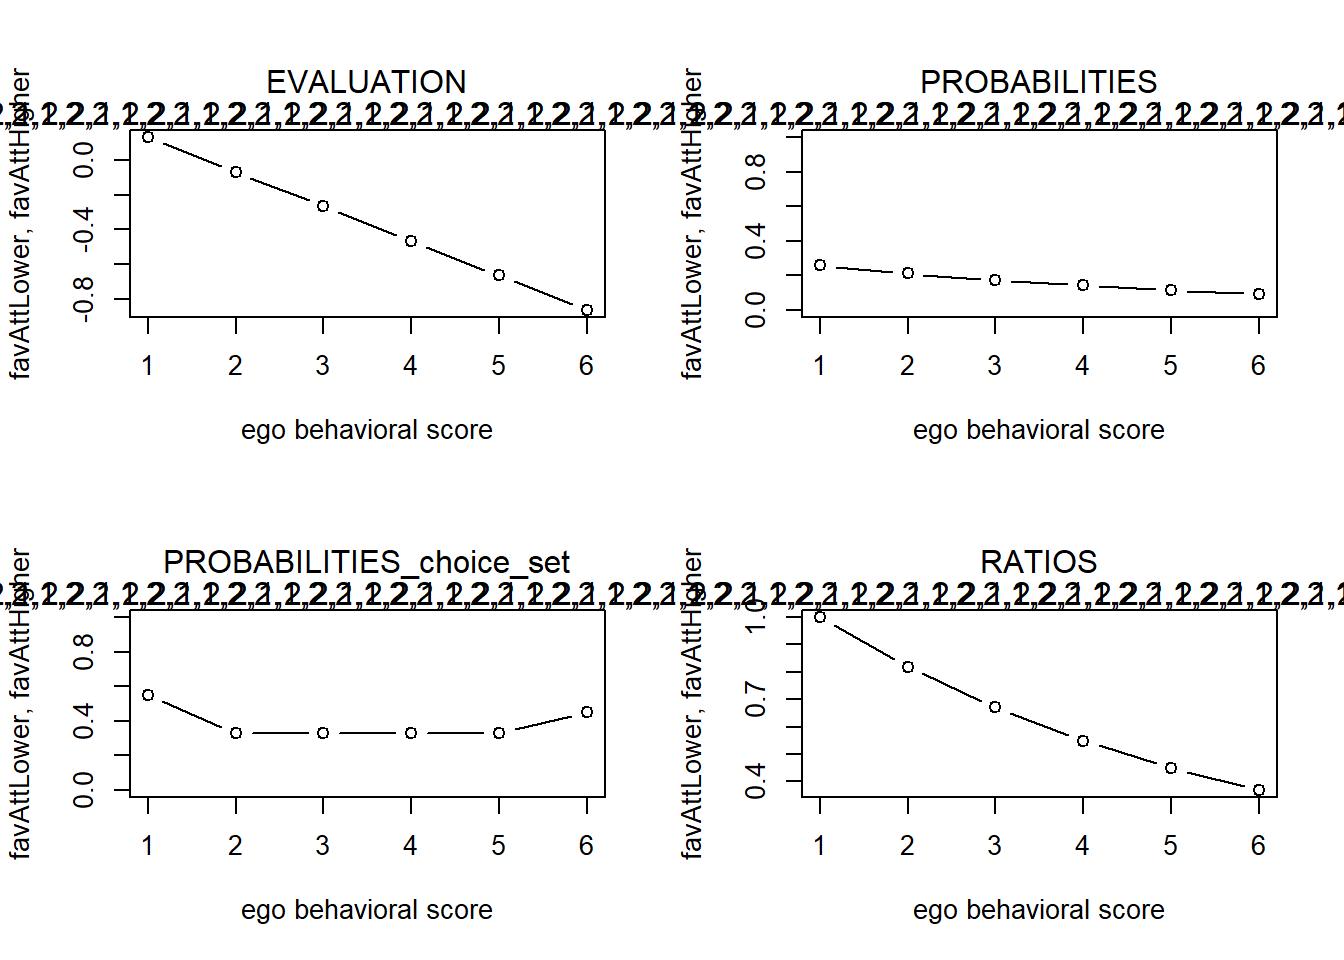 EVALUATION
favAttLower, favAttHigher
0.0
-0.4
-0.8
1 2 3 4 5 6
ego behavioral score
PROBABILITIES
favAttLower, favAttHigher
0.8
0.4
0.0
1 2 3 4 5 6
ego behavioral score
PROBABILITIES_choice_set
favAttLower, favAttHigher
0.8
0.4
0.0
1 2 3 4 5 6
ego behavioral score
RATIOS
favAttLower, favAttHigher
1.0
0.7
0.4
1 2 3 4 5 6
ego behavioral score